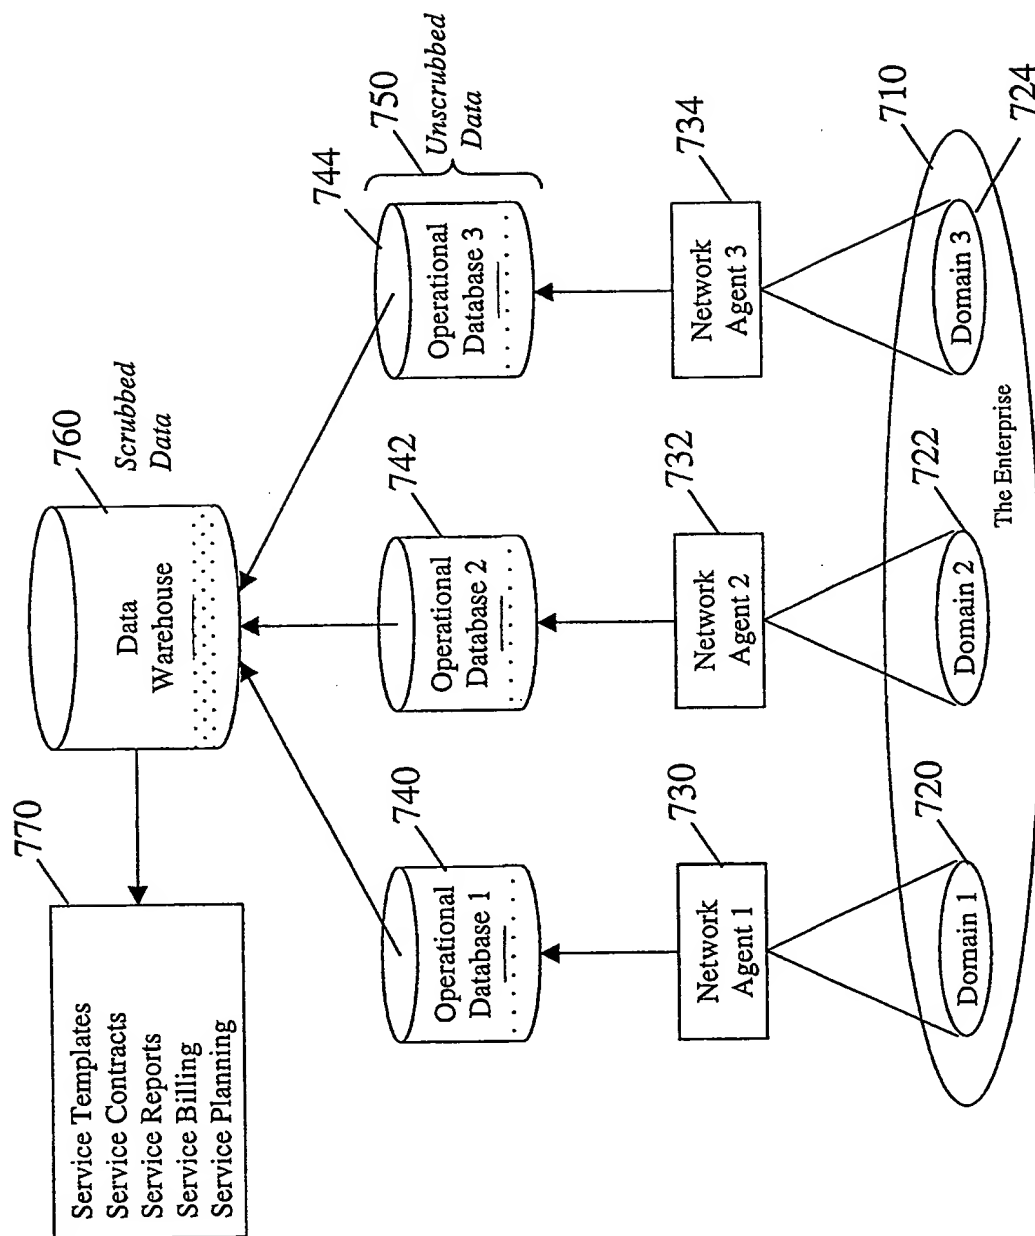 770
Service Templates
Service Contracts
Service Reports
Service Billing
Service Planning
760
Scrubbed
Data
Data
Warehouse
740
Operational
Database 1
742
Operational
Database 2
744
Operational
Database 3
750
Unscrubbed
Data
730
Network
Agent 1
732
Network
Agent 2
734
Network
Agent 3
710
720
Domain 1
722
Domain 2
724
Domain 3
The Enterprise